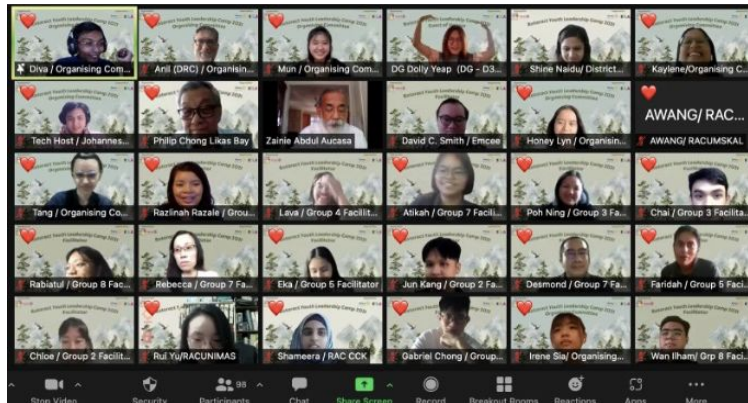 Diva / Organising Com...
Anil (DRC) / Organisin...
Mun / Organising Com...
DG Dolly Yeap (DG - D3...
Shine Naidu/ District...
Kaylene/Organising C...
Tech Host / Johannes...
Philip Chong Likas Bay
Zainie Abdul Aucasa
David C. Smith / Emcee
Honey Lyn / Organisin...
AWANG/ RAC...
AWANG/ RACUMSKAL
Tang / Organising Co...
Razlinah Razale / Grou...
Lava / Group 4 Facilit...
Atikah / Group 7 Facili...
Poh Ning / Group 3 Fa...
Chai / Group 3 Facilita...
Rabiatul / Group 8 Fac...
Rebecca / Group 7 Fa...
Eka / Group 5 Facilitator
Jun Kang / Group 2 Fa...
Desmond / Group 7 Fa...
Faridah / Group 5 Faci...
Chloe / Group 2 Facilit...
Rui Yu/RACUNIMAS
Shameera / RAC CCK
Gabriel Chong / Group...
Irene Sia/ Organising...
Wan Ilham/ Grp 8 Faci...
98
Stop Video
Security
Participants
Chat
Share Screen
Record
Breakout Rooms
Reactions
Apps
More